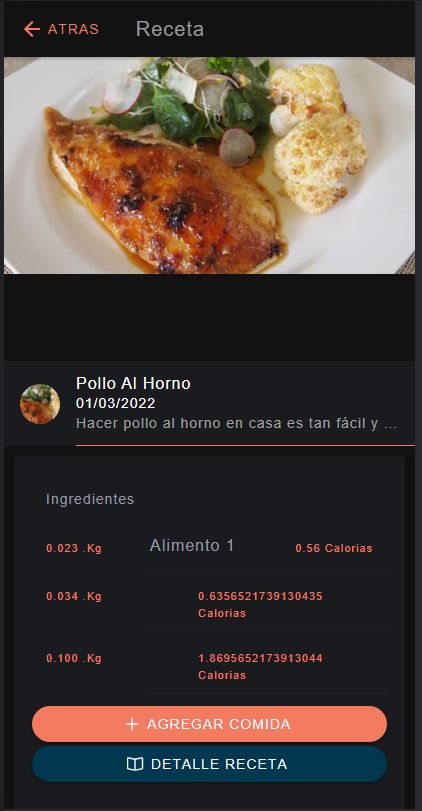 ATRAS Receta
Pollo Al Horno
01/03/2022
Hacer pollo al horno en casa es tan fácil y ...
Ingredientes
0.023 .Kg Alimento 1 0.56 Calorias
0.034 .Kg 0.6356521739130435
Calorias
0.100 .Kg 1.8695652173913044
Calorias
AGREGAR COMIDA
DETALLE RECETA